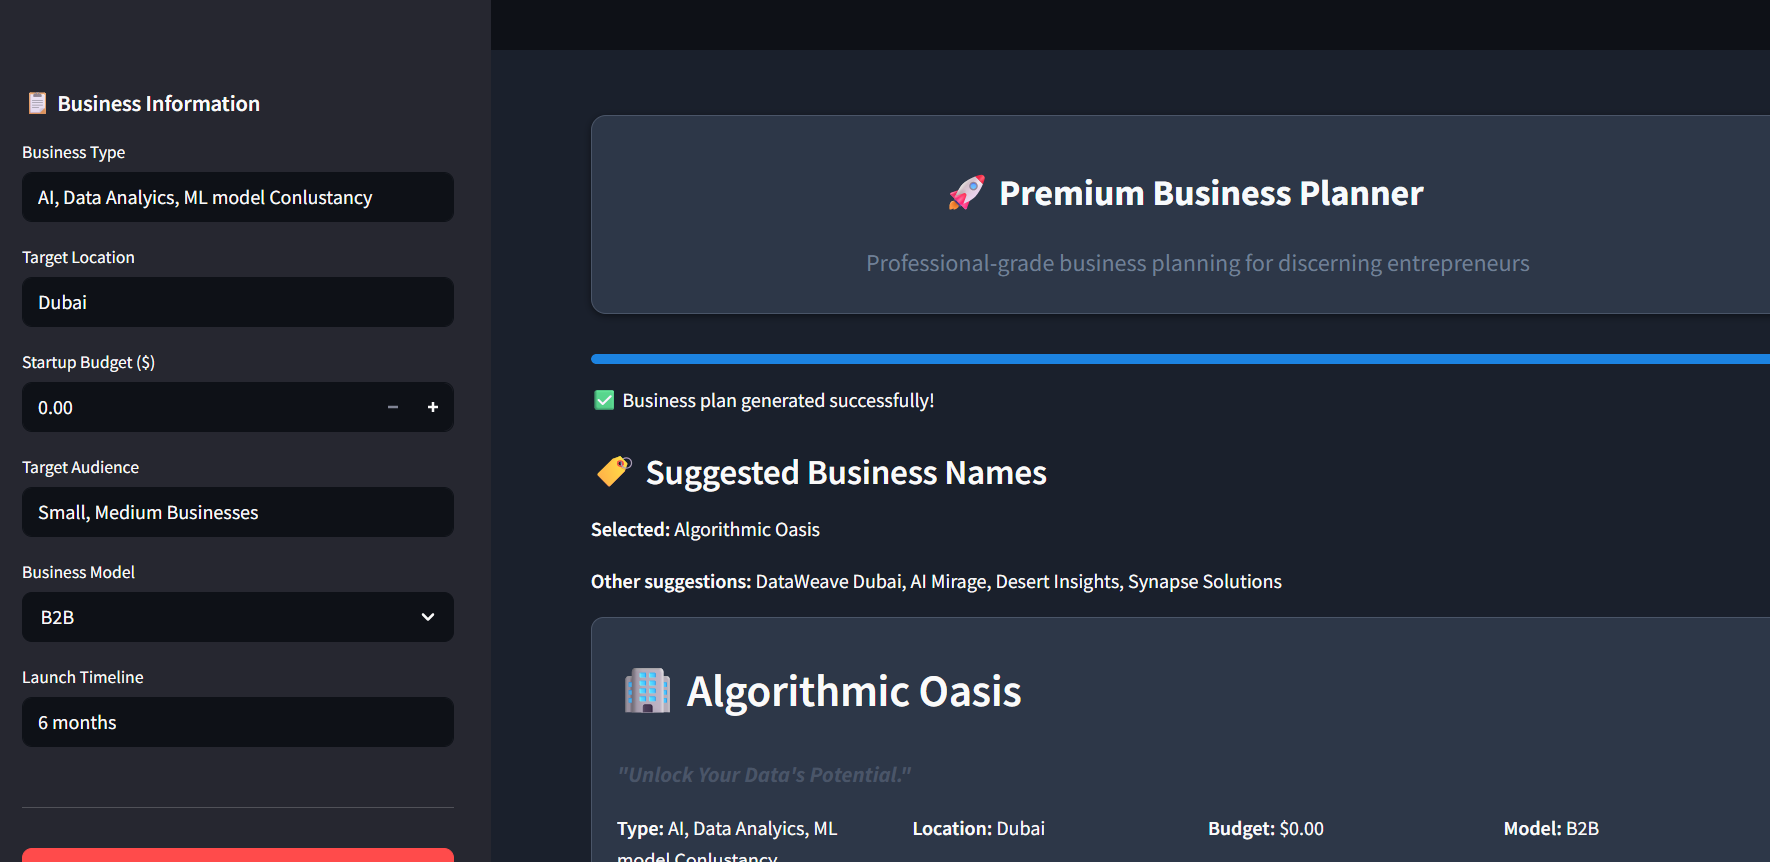 Business Information
Business Type
AI, Data Analyics, ML model Conlustancy
Target Location
Dubai
Startup Budget ($)
0.00
Target Audience
Small, Medium Businesses
Business Model
B2B
Launch Timeline
6 months
Premium Business Planner
Professional-grade business planning for discerning entrepreneurs
Business plan generated successfully!
Suggested Business Names
Selected: Algorithmic Oasis
Other suggestions: DataWeave Dubai, AI Mirage, Desert Insights, Synapse Solutions
Algorithmic Oasis
"Unlock Your Data's Potential."
Type: AI, Data Analyics, ML
model Conlustancy
Location: Dubai
Budget: $0.00
Model: B2B